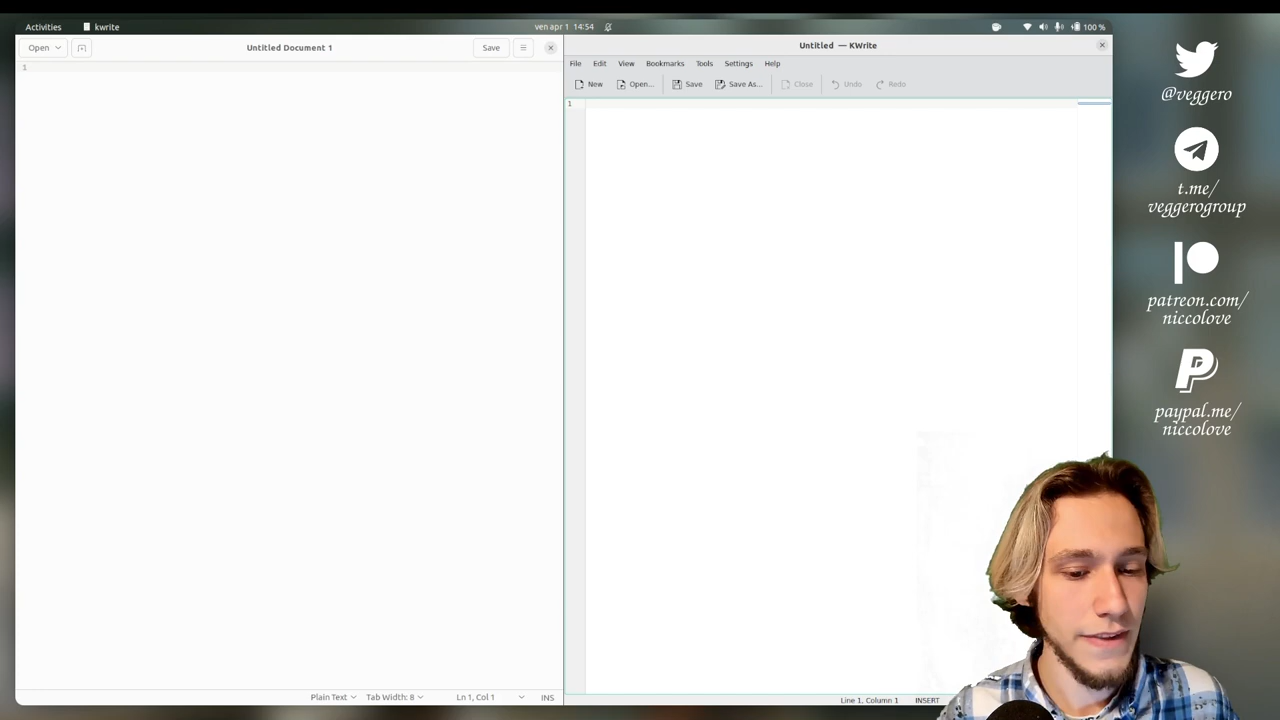 Activities kwrite ven apr 1 14:54 100 %
Open Untitled Document 1 Save
1
Plain Text Tab Width: 8 Ln 1, Col 1 INS
Untitled — KWrite
File Edit View Bookmarks Tools Settings Help
New Open... Save Save As... Close Undo Redo
1
Line 1, Column 1 INSERT
@veggero
t.me/
veggerogroup
patreon.com/
niccolove
paypal.me/
niccolove